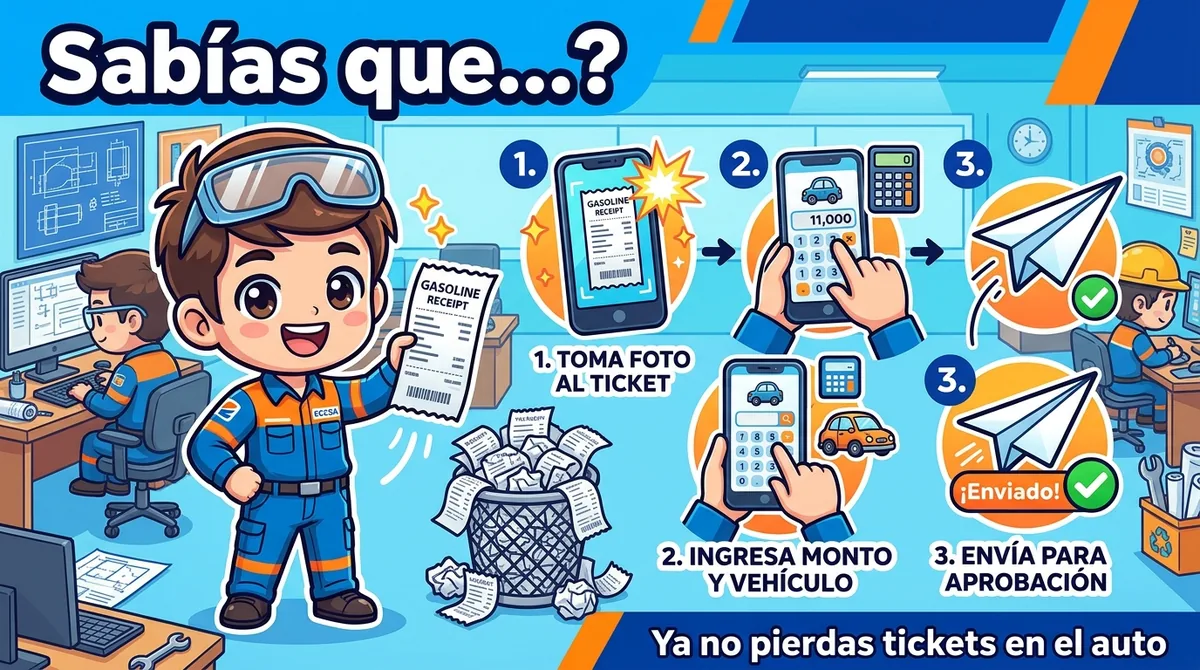 Sabías que...?
1.
GASOLINE
RECEIPT
2.
11,000
3.
GASOLINE
RECEIPT
ECESA
1. TOMA FOTO
AL TICKET
3.
¡Enviado!
2. INGRESA MONTO
Y VEHÍCULO
3. ENVÍA PARA
APROBACIÓN
Ya no pierdas tickets en el auto